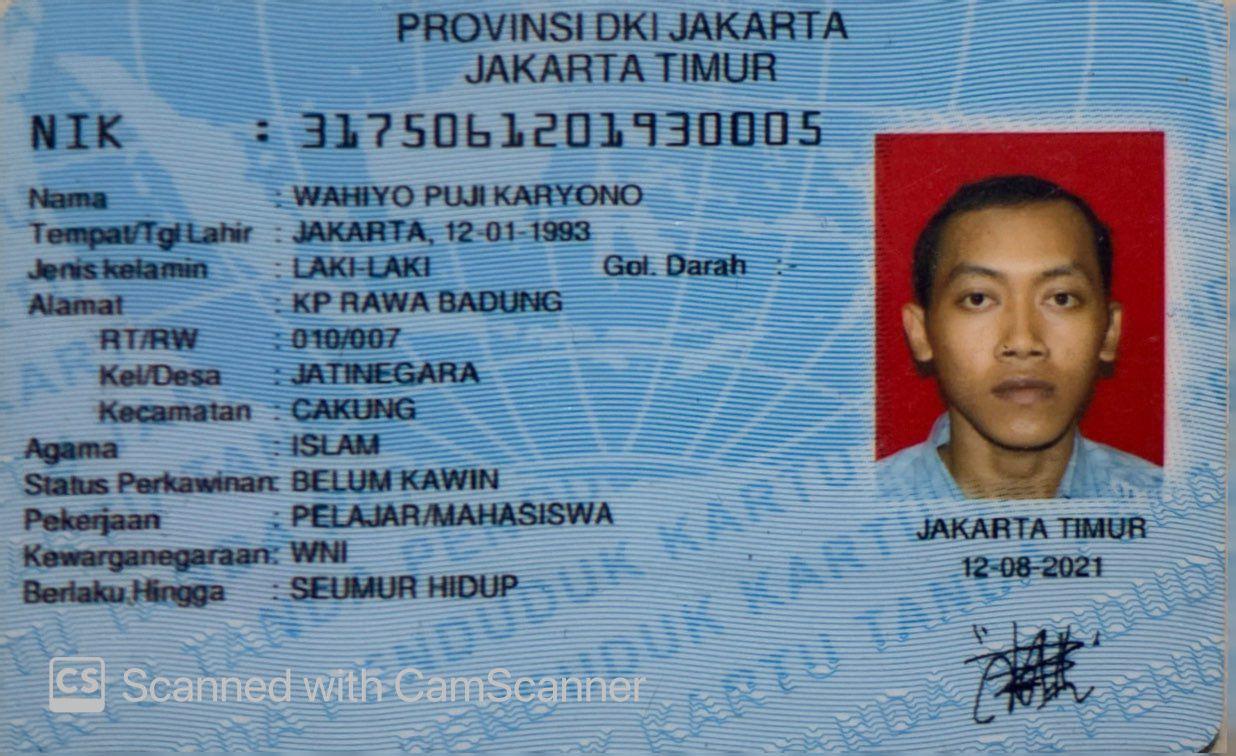 PROVINSI DKI JAKARTA
JAKARTA TIMUR
NIK : 3175061201930005
Nama : WAHIYO PUJI KARYONO
Tempat/Tgl Lahir : JAKARTA, 12-01-1993
Jenis kelamin : LAKI-LAKI Gol. Darah : -
Alamat : KP RAWA BADUNG
RT/RW : 010/007
Kel/Desa : JATINEGARA
Kecamatan : CAKUNG
Agama : ISLAM
Status Perkawinan: BELUM KAWIN
Pekerjaan : PELAJAR/MAHASISWA
Kewarganegaraan: WNI
Berlaku Hingga : SEUMUR HIDUP
JAKARTA TIMUR
12-08-2021
CS Scanned with CamScanner